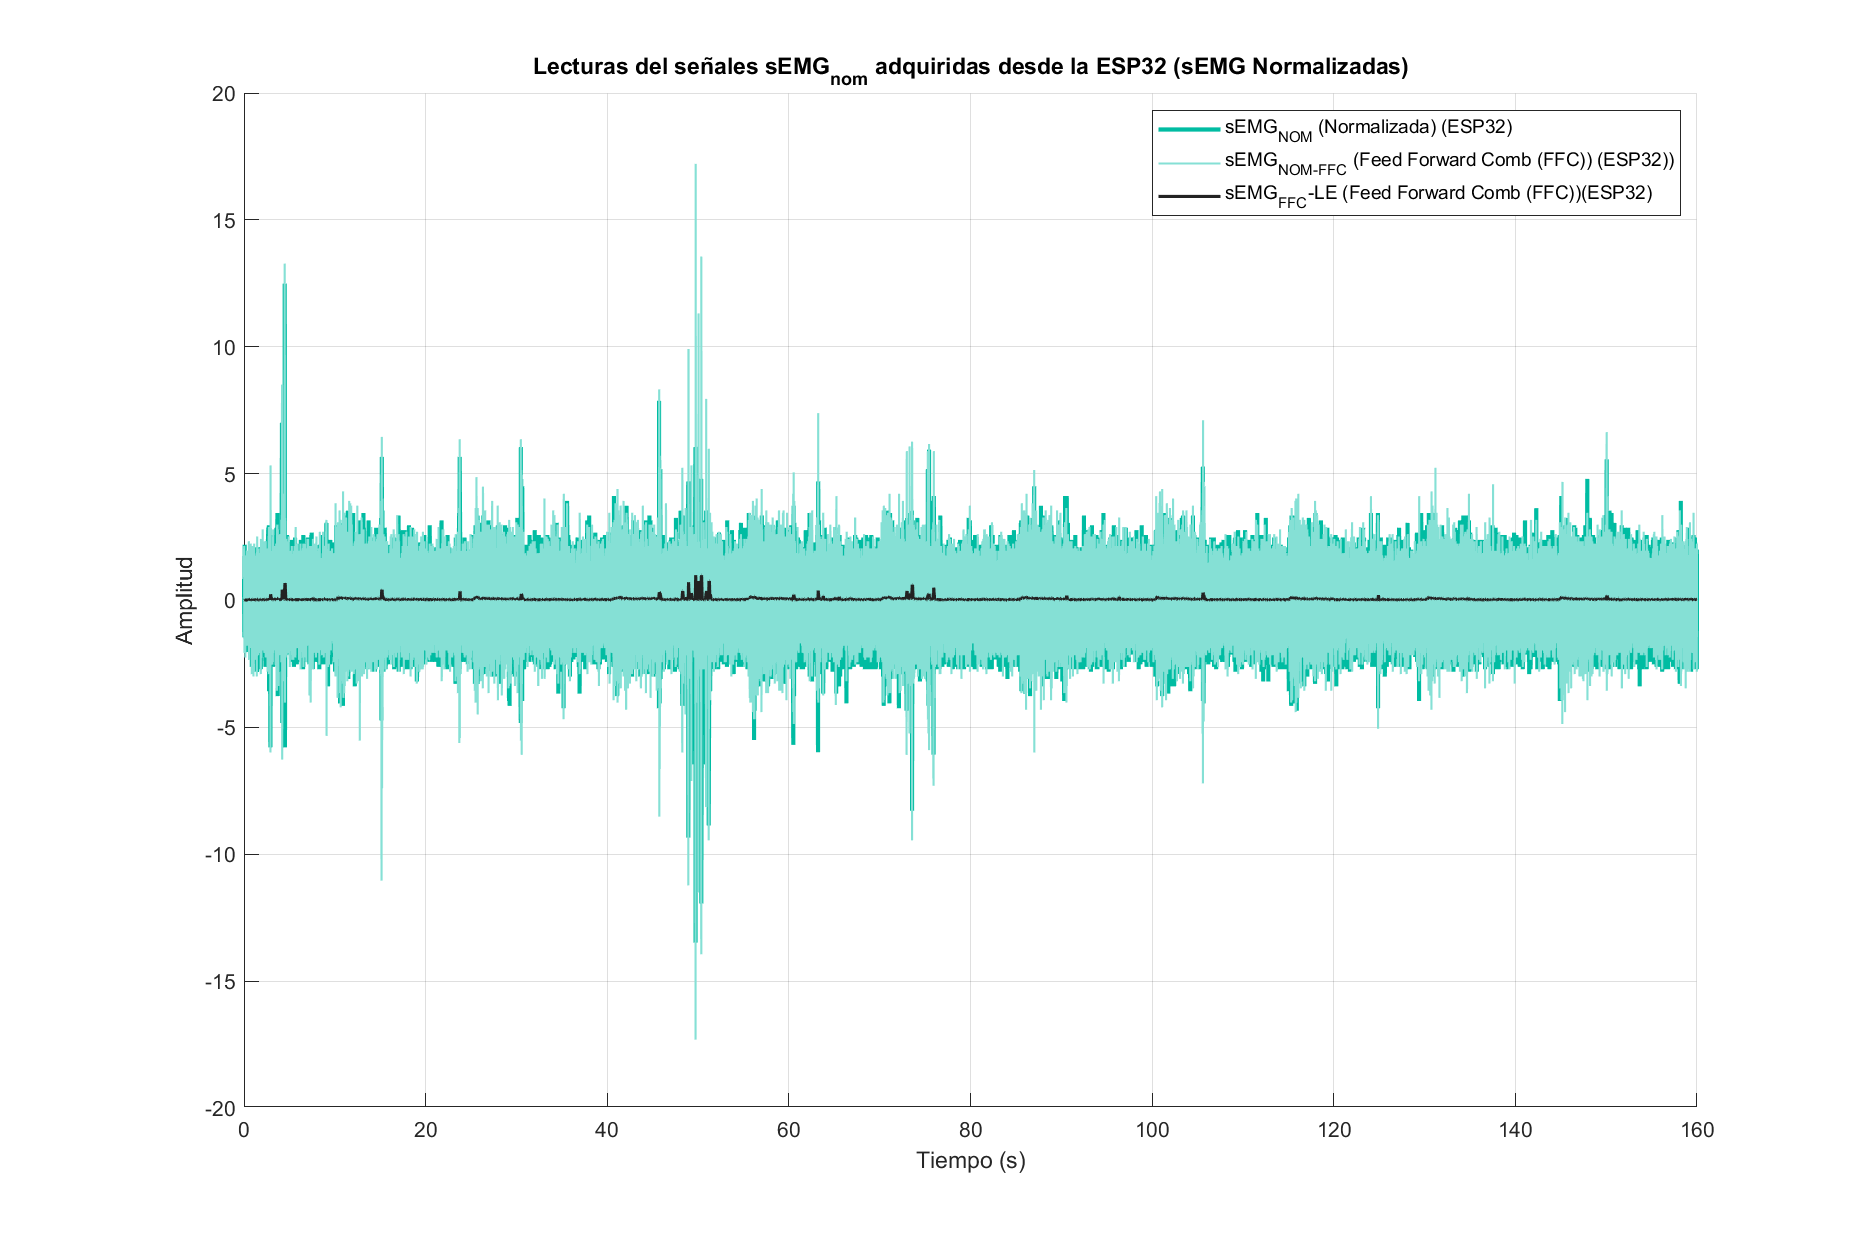 Lecturas del señales sEMGnom adquiridas desde la ESP32 (sEMG Normalizadas)
sEMGNOM (Normalizada) (ESP32)
sEMGNOM-FFC (Feed Forward Comb (FFC)) (ESP32))
sEMGFFC-LE (Feed Forward Comb (FFC))(ESP32)
Amplitud
20
15
10
5
0
-5
-10
-15
-20
0 20 40 60 80 100 120 140 160
Tiempo (s)